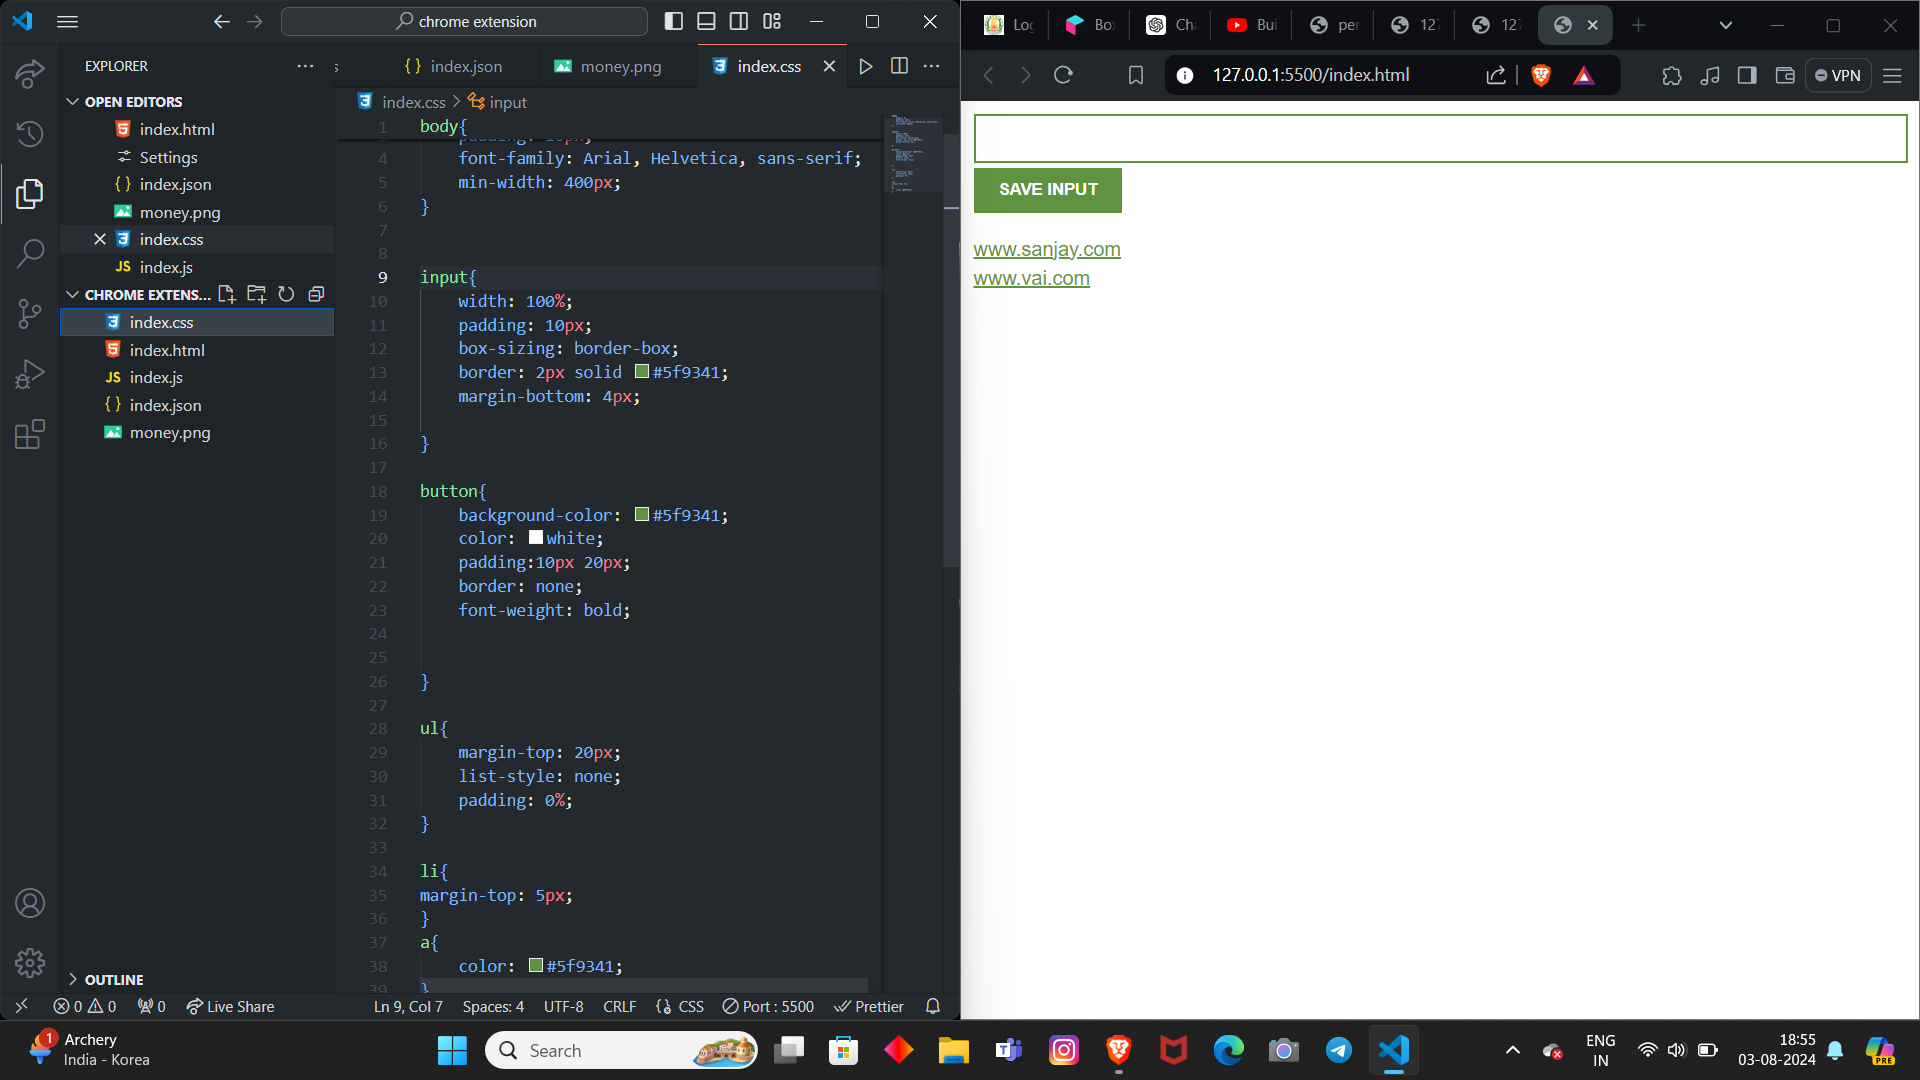 chrome extension
EXPLORER
OPEN EDITORS
index.html
Settings
index.json
money.png
index.css
JS index.js
CHROME EXTENS...
index.css
index.html
JS index.js
index.json
money.png
OUTLINE
s
{} index.json
money.png
index.css
index.css > input
1 body{
padding: 10px;
4 font-family: Arial, Helvetica, sans-serif;
5 min-width: 400px;
6 }
7
8
9 input{
10 width: 100%;
11 padding: 10px;
12 box-sizing: border-box;
13 border: 2px solid #5f9341;
14 margin-bottom: 4px;
15
16 }
17
18 button{
19 background-color: #5f9341;
20 color: white;
21 padding:10px 20px;
22 border: none;
23 font-weight: bold;
24
25
26 }
27
28 ul{
29 margin-top: 20px;
30 list-style: none;
31 padding: 0%;
32 }
33
34 li{
35 margin-top: 5px;
36 }
37 a{
38 color: #5f9341;
39 }
0 0 0 Live Share
Ln 9, Col 7 Spaces: 4 UTF-8 CRLF {} CSS Port : 5500 Prettier
Bo Ch Bui per 127 127
127.0.0.1:5500/index.html
VPN
SAVE INPUT
www.sanjay.com
www.vai.com
1
Archery
India - Korea
Search
ENG
IN
18:55
03-08-2024
PRE